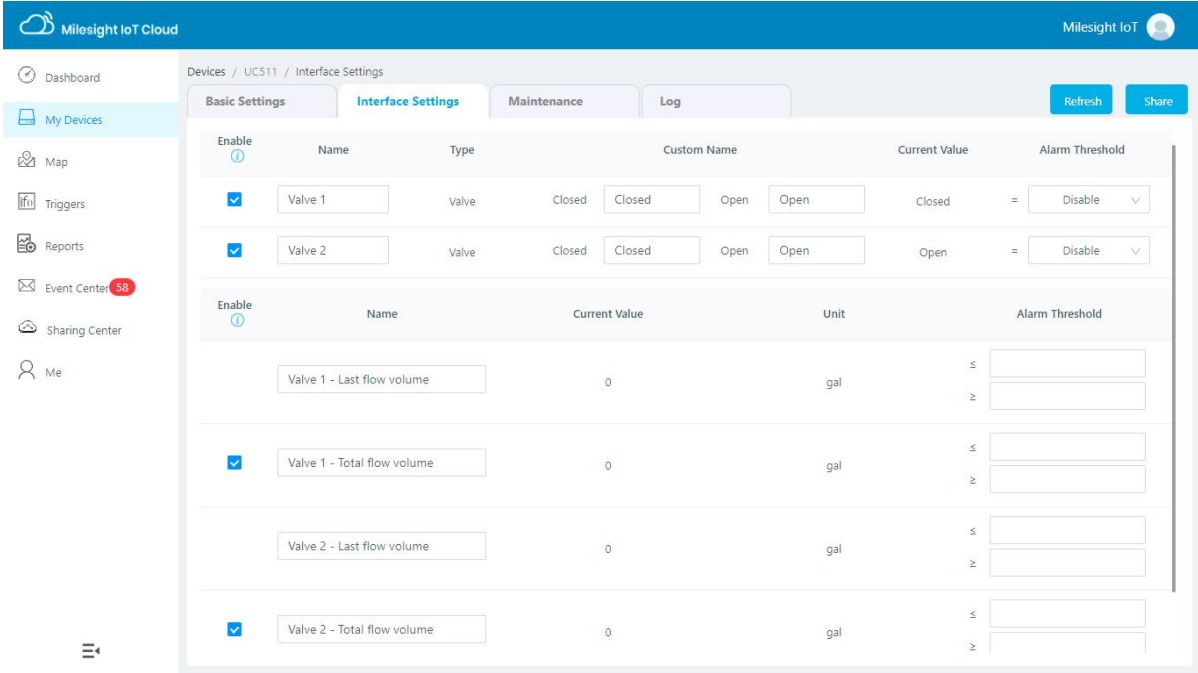 Milesight IoT Cloud
Milesight IoT
Dashboard
My Devices
Map
if()
Triggers
Reports
Event Center 58
Sharing Center
Me
Devices / UC511 / Interface Settings
Basic Settings Interface Settings Maintenance Log
Refresh Share
Enable Name Type Custom Name Current Value Alarm Threshold
Valve 1 Valve Closed Closed Open Open Closed = Disable
Valve 2 Valve Closed Closed Open Open Open = Disable
Enable Name Current Value Unit Alarm Threshold
Valve 1 - Last flow volume 0 gal ≤
≥
Valve 1 - Total flow volume 0 gal ≤
≥
Valve 2 - Last flow volume 0 gal ≤
≥
Valve 2 - Total flow volume 0 gal ≤
≥